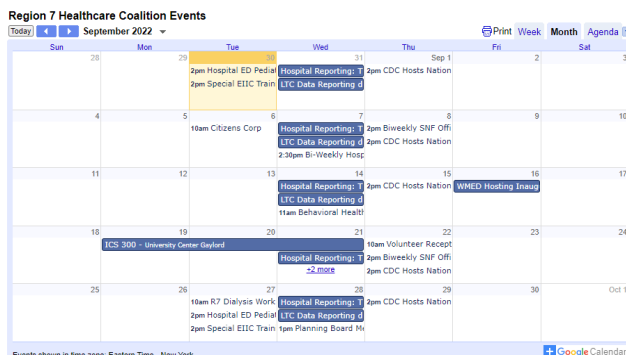 Region 7 Healthcare Coalition Events
Today September 2022 Print Week Month Agenda
Sun Mon Tue Wed Thu Fri Sat
28 29 30 31 Sep 1 2 3
2pm Hospital ED Pediat Hospital Reporting: T 2pm CDC Hosts Nation
2pm Special EIIC Train LTC Data Reporting d
4 5 6 7 8 9 10
10am Citizens Corp Hospital Reporting: T 2pm Biweekly SNF Offi
LTC Data Reporting d 2pm CDC Hosts Nation
2:30pm Bi-Weekly Hosp
11 12 13 14 15 16 17
Hospital Reporting: T 2pm CDC Hosts Nation WMED Hosting Inaug
LTC Data Reporting d
11am Behavioral Health
18 19 20 21 22 23 24
ICS 300 - University Center Gaylord 10am Volunteer Recept
Hospital Reporting: T 2pm Biweekly SNF Offi
+2 more 2pm CDC Hosts Nation
25 26 27 28 29 30 Oct 1
10am R7 Dialysis Work Hospital Reporting: T 2pm CDC Hosts Nation
2pm Hospital ED Pediat LTC Data Reporting d
2pm Special EIIC Train 1pm Planning Board Me
Events shown in time zone: Eastern Time - New York
Google Calendar